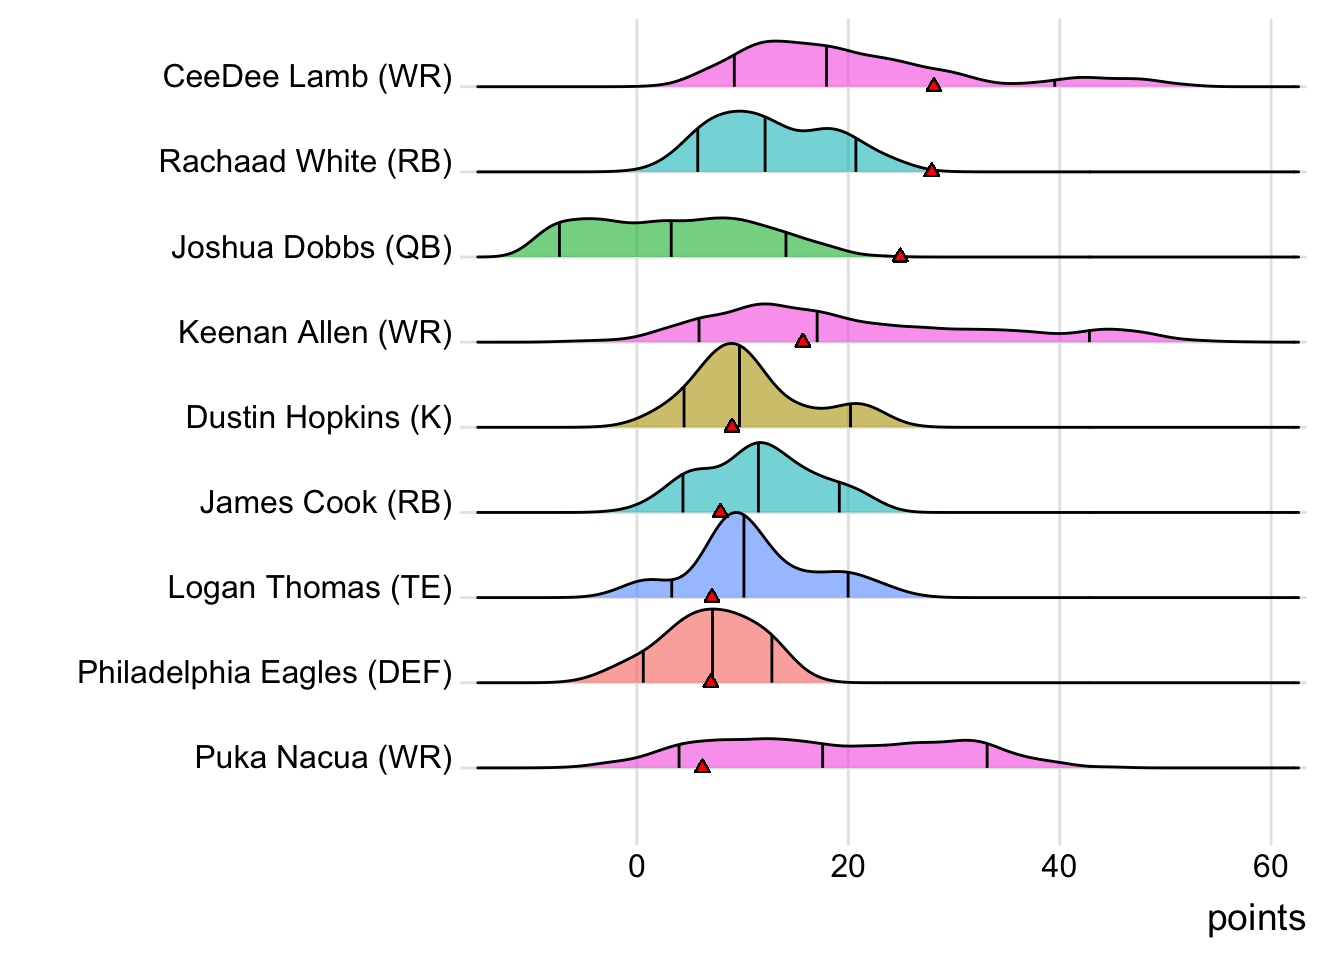 CeeDee Lamb (WR)
Rachaad White (RB)
Joshua Dobbs (QB)
Keenan Allen (WR)
Dustin Hopkins (K)
James Cook (RB)
Logan Thomas (TE)
Philadelphia Eagles (DEF)
Puka Nacua (WR)
0 20 40 60
points